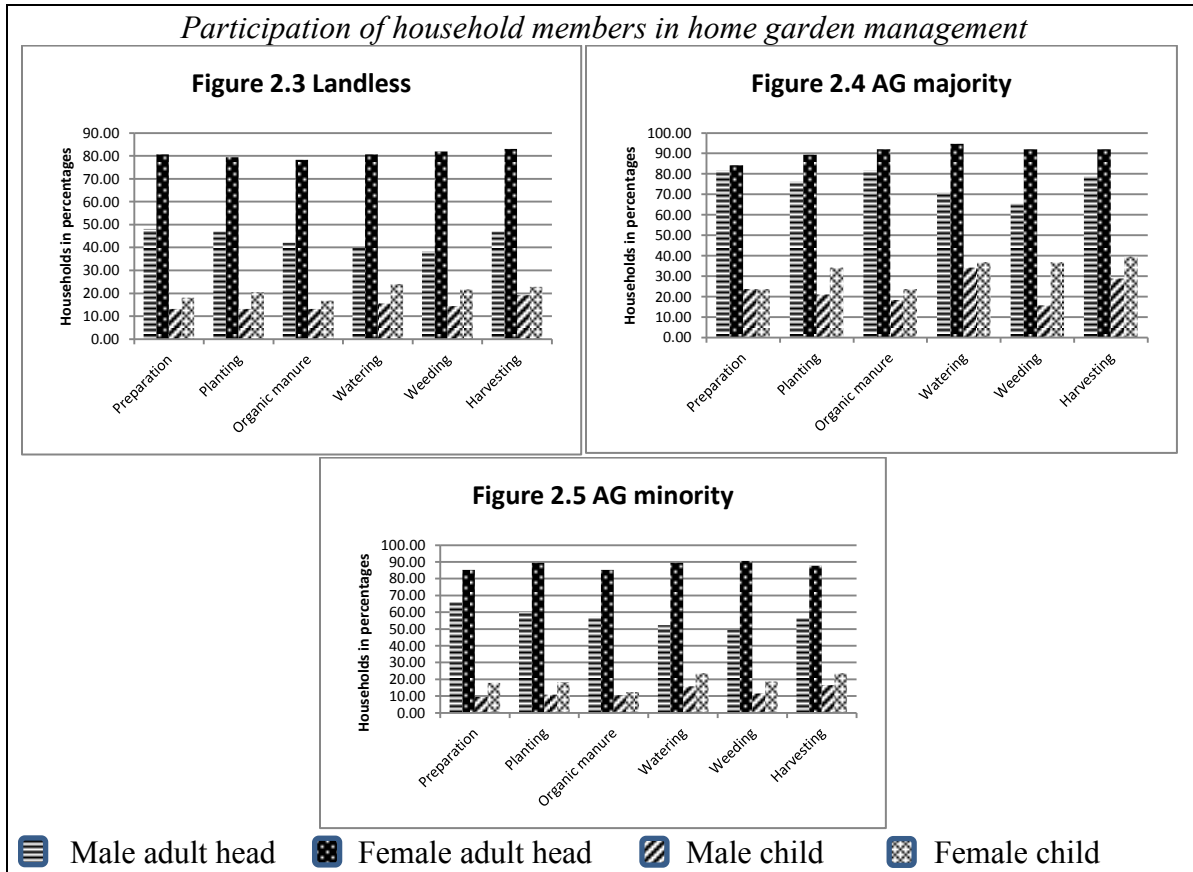 Participation of household members in home garden management
Figure 2.3 Landless
Households in percentages
90.00
80.00
70.00
60.00
50.00
40.00
30.00
20.00
10.00
0.00
Preparation
Planting
Organic manure
Watering
Weeding
Harvesting
Figure 2.4 AG majority
Households in percentages
100.00
90.00
80.00
70.00
60.00
50.00
40.00
30.00
20.00
10.00
0.00
Preparation
Planting
Organic manure
Watering
Weeding
Harvesting
Figure 2.5 AG minority
Households in percentages
100.00
90.00
80.00
70.00
60.00
50.00
40.00
30.00
20.00
10.00
0.00
Preparation
Planting
Organic manure
Watering
Weeding
Harvesting
Male adult head Female adult head Male child Female child